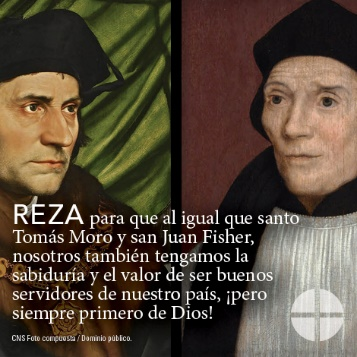 REZA para que al igual que santo
Tomás Moro y san Juan Fisher,
nosotros también tengamos la
sabiduría y el valor de ser buenos
servidores de nuestro país, ¡pero
siempre primero de Dios!
CNS Foto compuesta / Dominio público.